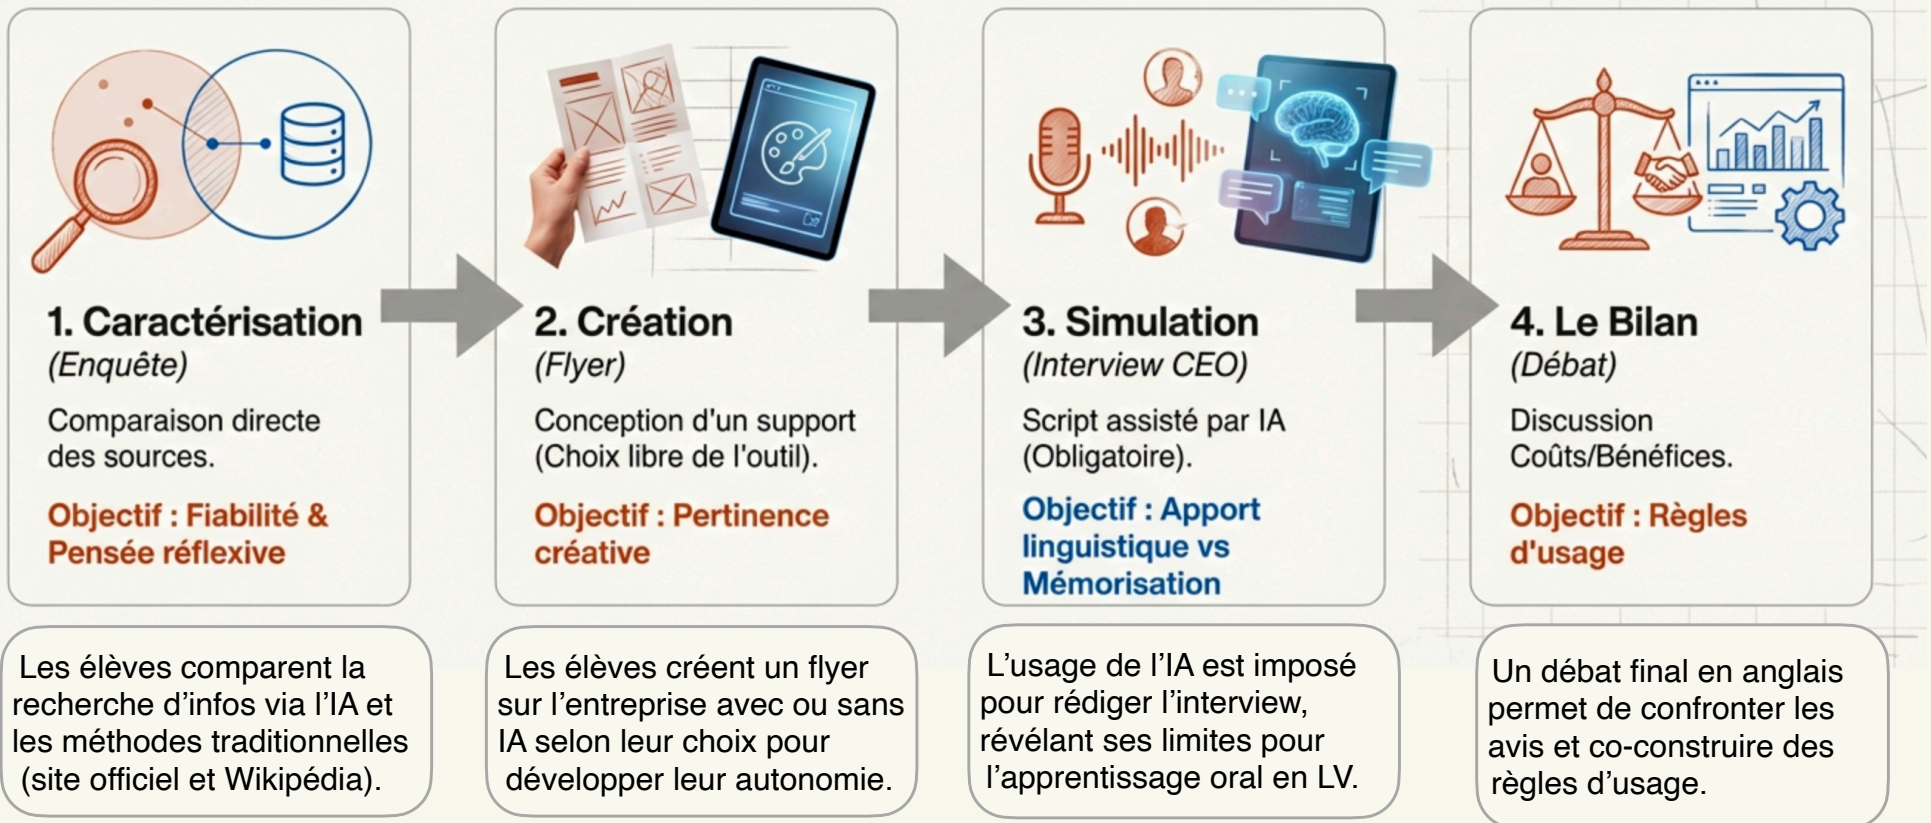 1. Caractérisation
(Enquête)
Comparaison directe
des sources.
Objectif : Fiabilité &
Pensée réflexive
Les élèves comparent la
recherche d’infos via l’IA et
les méthodes traditionnelles
(site officiel et Wikipédia).
2. Création
(Flyer)
Conception d'un support
(Choix libre de l'outil).
Objectif : Pertinence
créative
Les élèves créent un flyer
sur l’entreprise avec ou sans
IA selon leur choix pour
développer leur autonomie.
3. Simulation
(Interview CEO)
Script assisté par IA
(Obligatoire).
Objectif : Apport
linguistique vs
Mémorisation
L’usage de l’IA est imposé
pour rédiger l’interview,
révélant ses limites pour
l’apprentissage oral en LV.
4. Le Bilan
(Débat)
Discussion
Coûts/Bénéfices.
Objectif : Règles
d'usage
Un débat final en anglais
permet de confronter les
avis et co-construire des
règles d’usage.